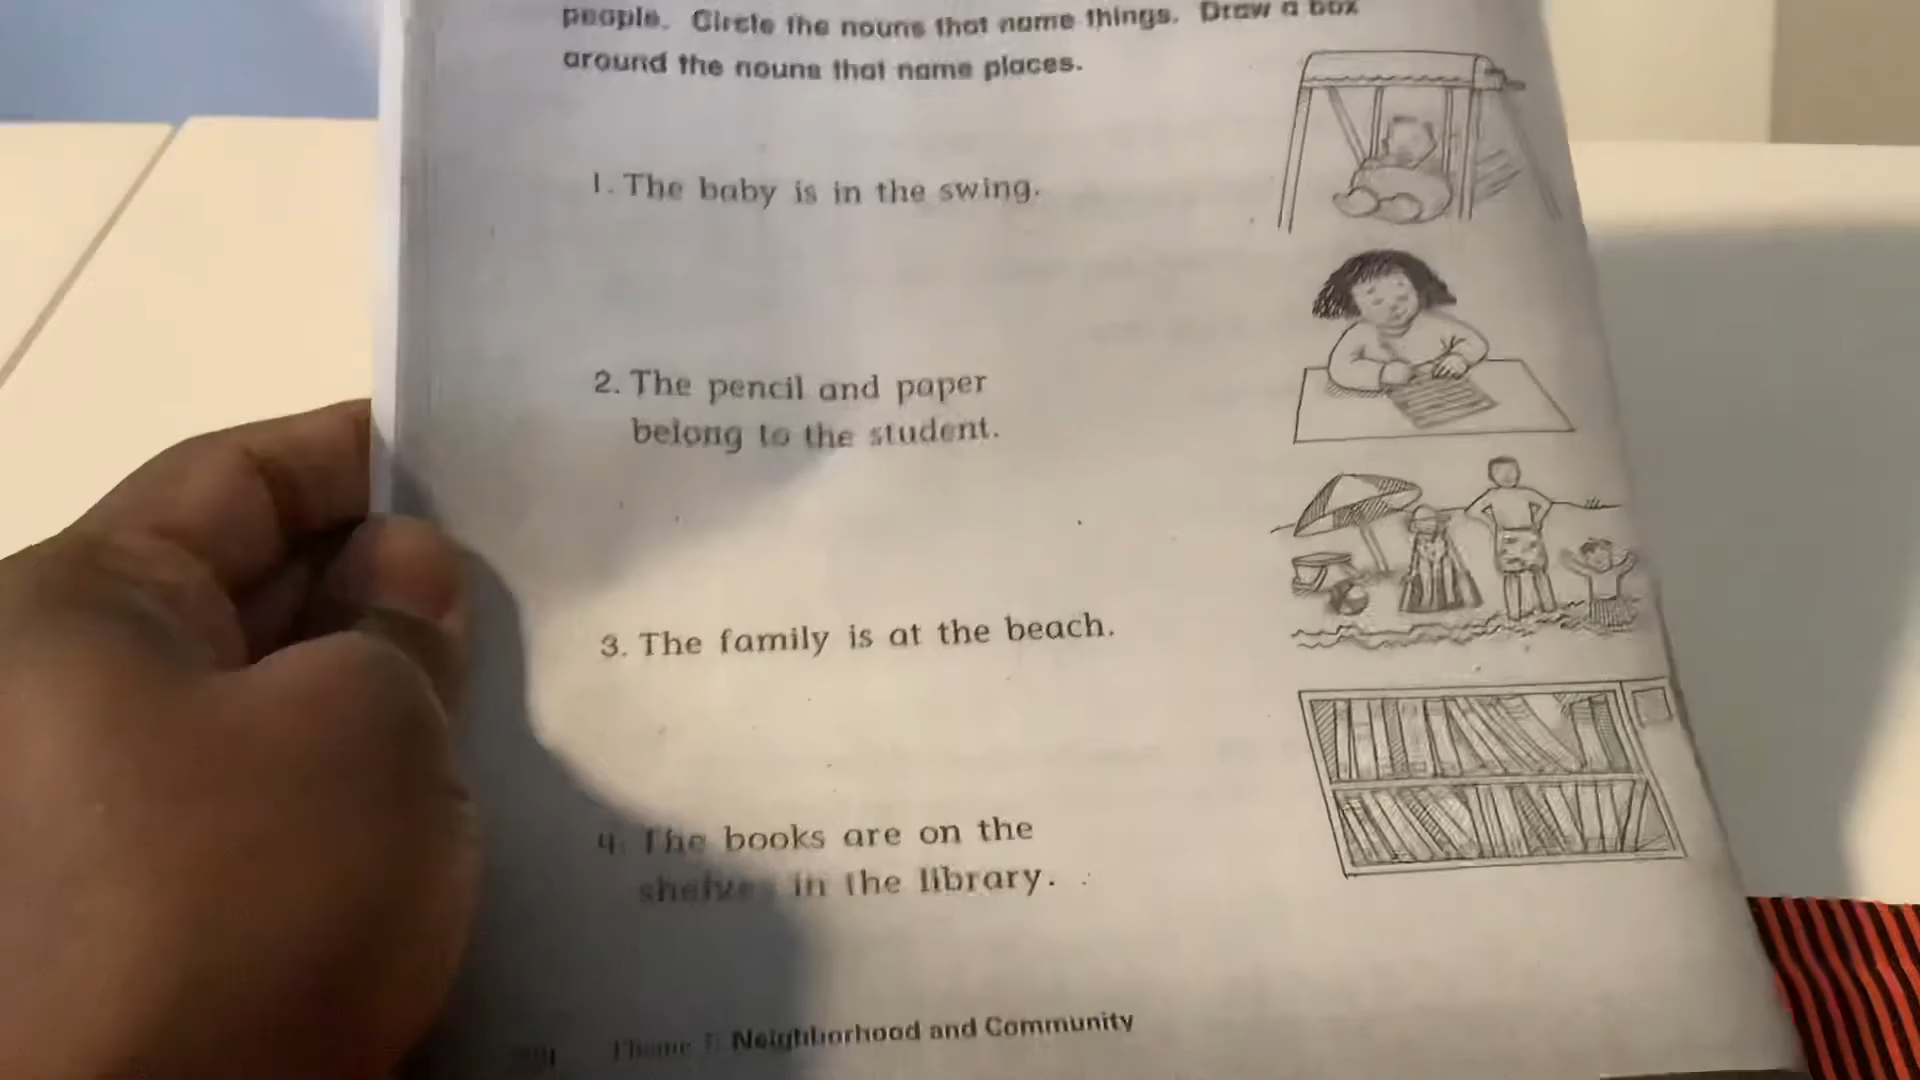 people. Circle the nouns that name things. Draw a box
around the nouns that name places.
1. The baby is in the swing.
2. The pencil and paper
belong to the student.
3. The family is at the beach.
4. The books are on the
shelves in the library.
Theme : Neighborhood and Community